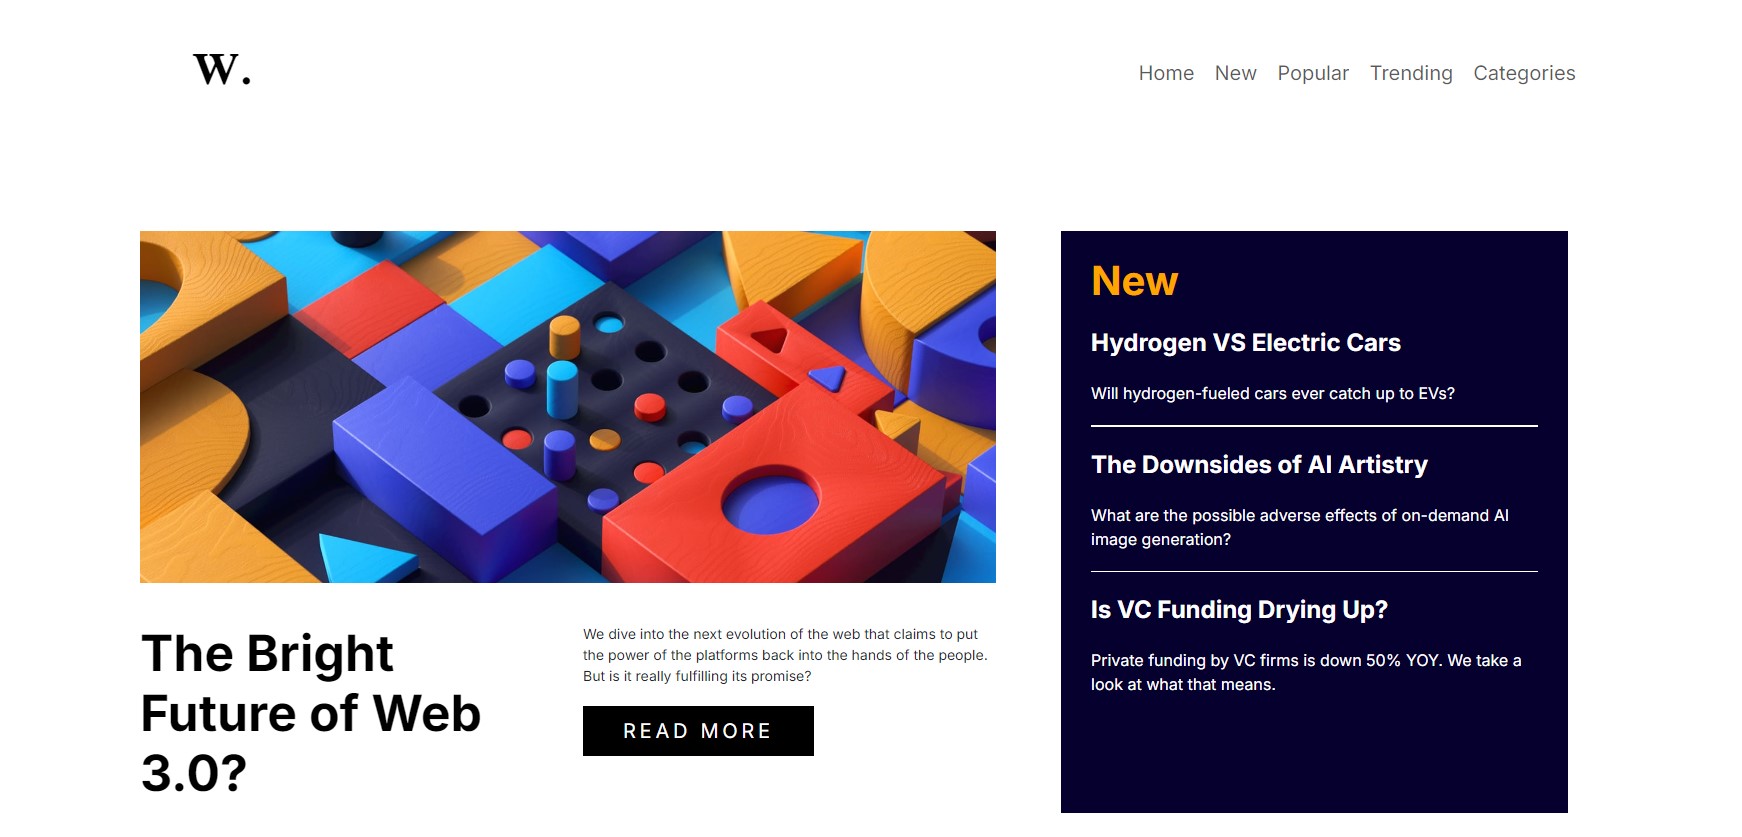 W.
Home New Popular Trending Categories
The Bright
Future of Web
3.0?
We dive into the next evolution of the web that claims to put
the power of the platforms back into the hands of the people.
But is it really fulfilling its promise?
READ MORE
New
Hydrogen VS Electric Cars
Will hydrogen-fueled cars ever catch up to EVs?
The Downsides of AI Artistry
What are the possible adverse effects of on-demand AI
image generation?
Is VC Funding Drying Up?
Private funding by VC firms is down 50% YOY. We take a
look at what that means.